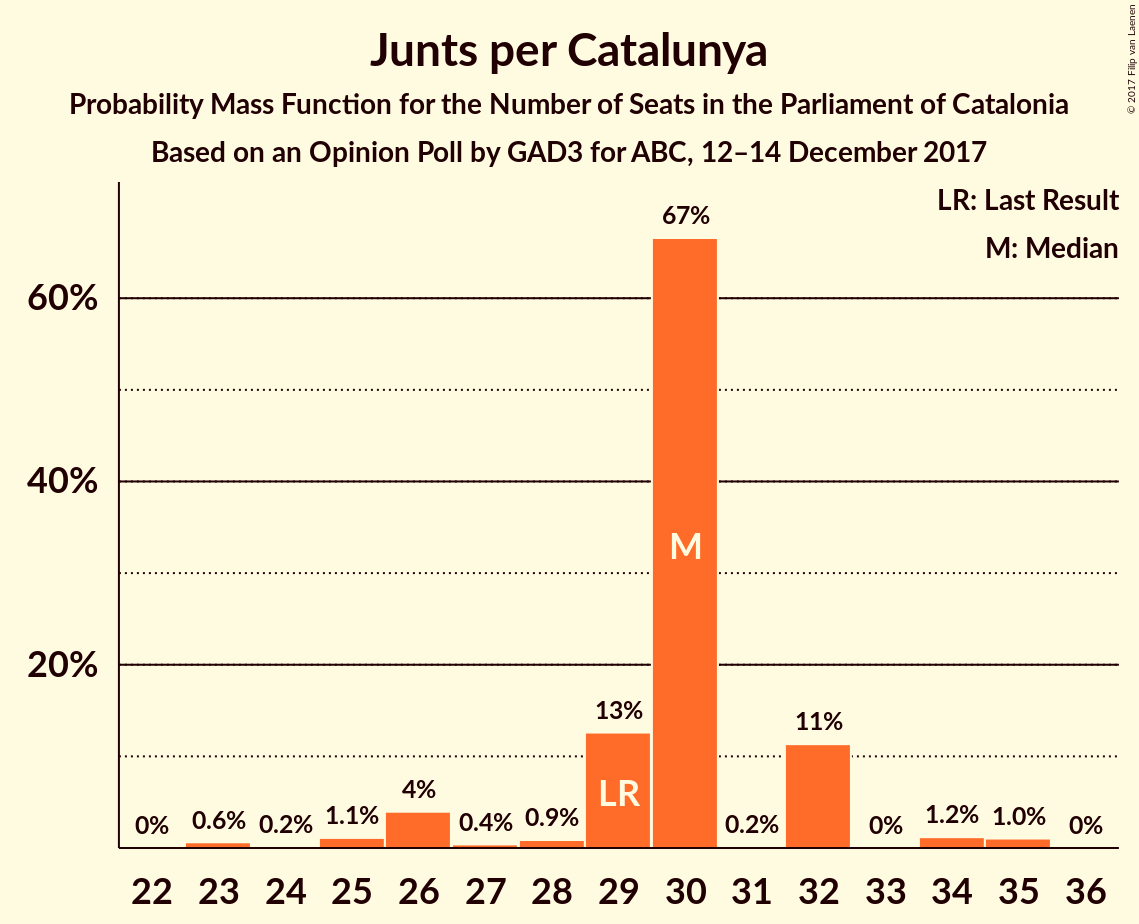 Junts per Catalunya
Probability Mass Function for the Number of Seats in the Parliament of Catalonia
Based on an Opinion Poll by GAD3 for ABC, 12–14 December 2017
© 2017 Filip van Laenen
LR: Last Result
M: Median
60%
40%
20%
0% 0.6% 0.2% 1.1% 4% 0.4% 0.9% 13% 67% 0.2% 11% 0% 1.2% 1.0% 0%
LR M
22 23 24 25 26 27 28 29 30 31 32 33 34 35 36